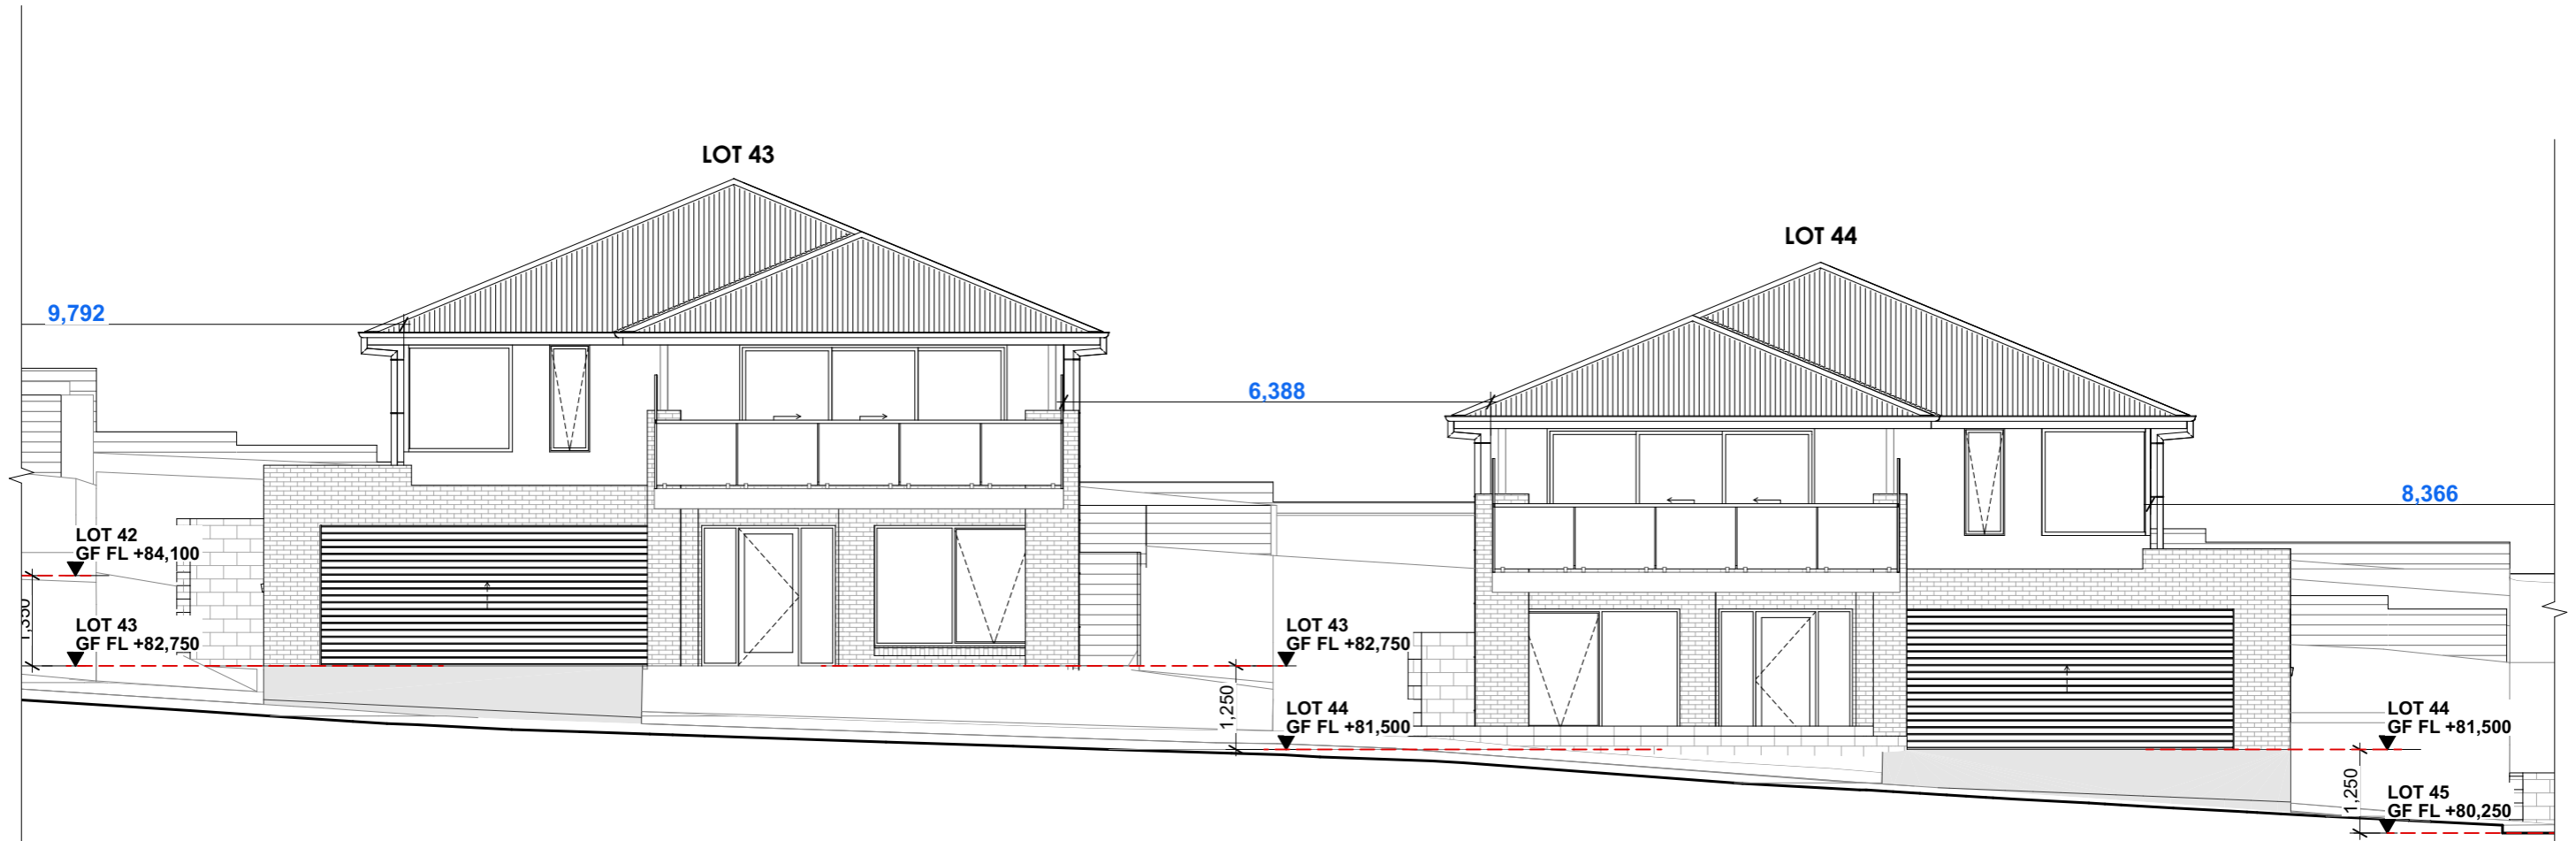 LOT 43
LOT 44
9,792
6,388
8,366
LOT 42
GF FL +84,100
1,350
LOT 43
GF FL +82,750
LOT 43
GF FL +82,750
1,250
LOT 44
GF FL +81,500
LOT 44
GF FL +81,500
1,250
LOT 45
GF FL +80,250